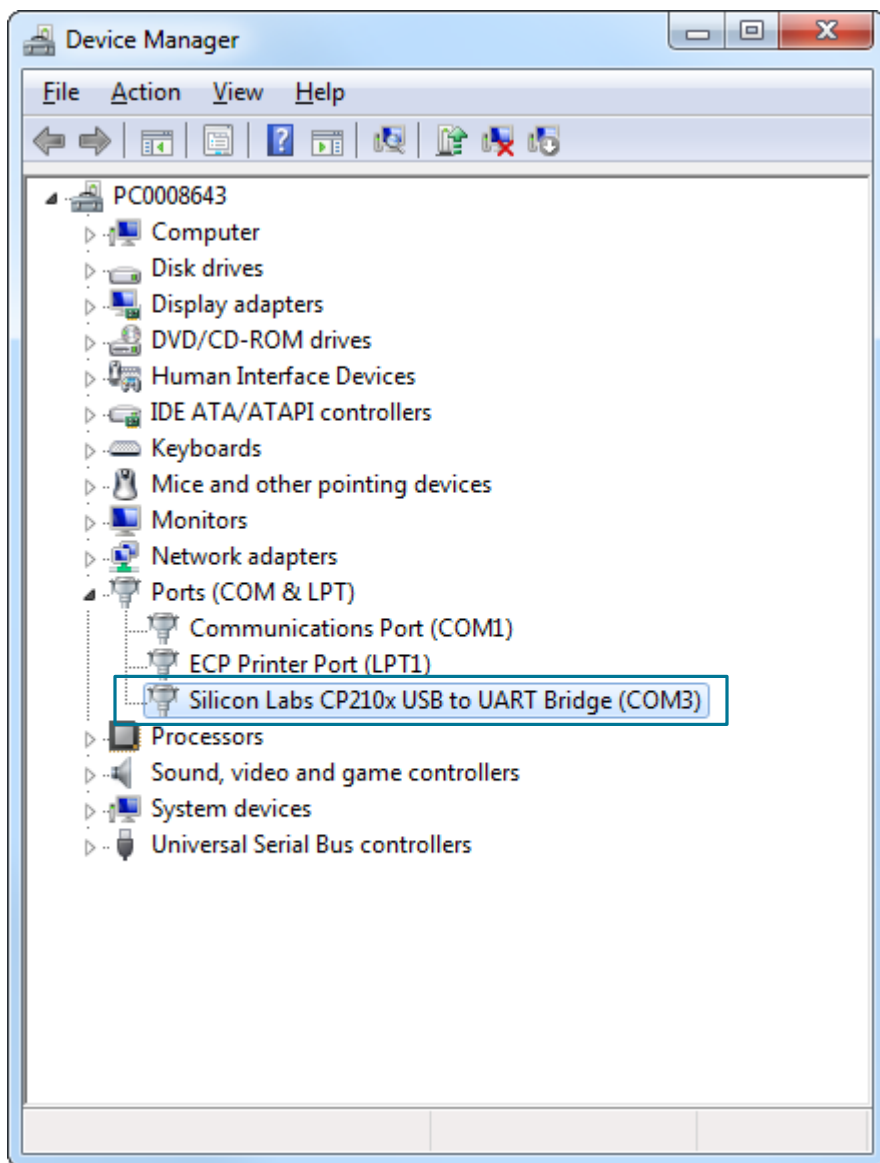 Device Manager
File Action View Help
PC0008643
Computer
Disk drives
Display adapters
DVD/CD-ROM drives
Human Interface Devices
IDE ATA/ATAPI controllers
Keyboards
Mice and other pointing devices
Monitors
Network adapters
Ports (COM & LPT)
Communications Port (COM1)
ECP Printer Port (LPT1)
Silicon Labs CP210x USB to UART Bridge (COM3)
Processors
Sound, video and game controllers
System devices
Universal Serial Bus controllers